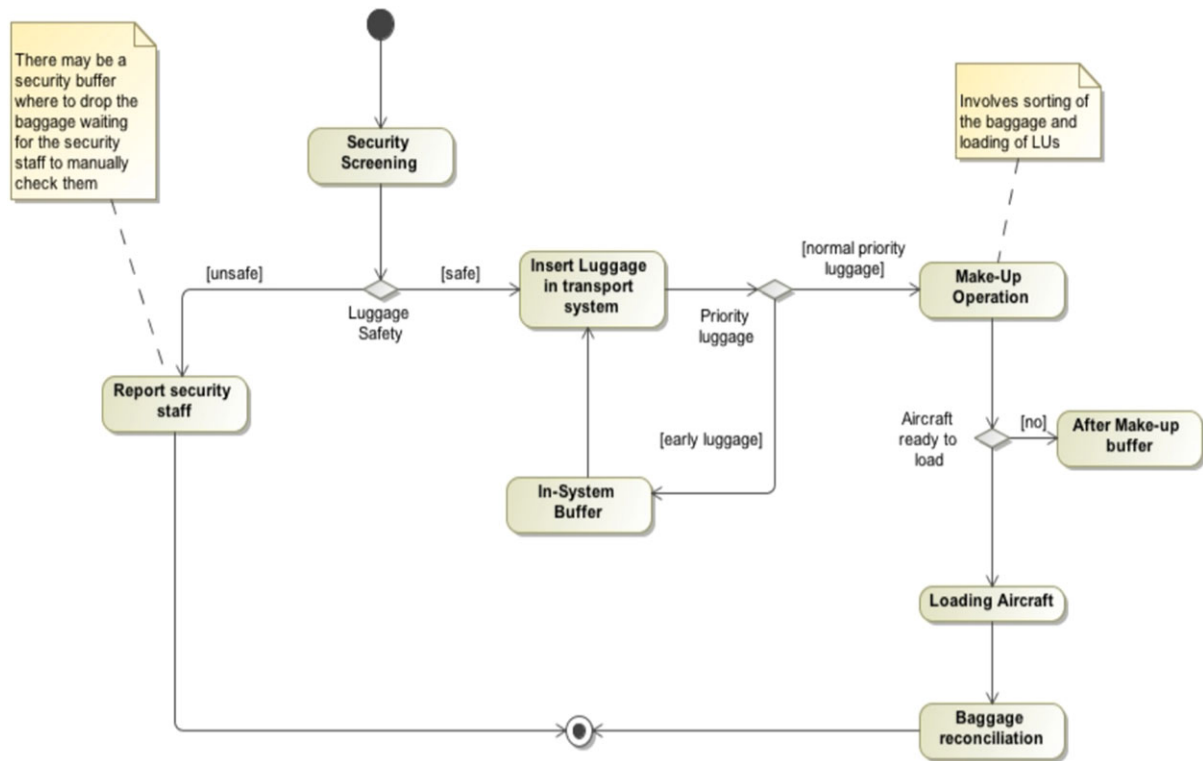 There may be a
security buffer
where to drop the
baggage waiting
for the security
staff to manually
check them
Involves sorting of
the baggage and
loading of LUs
Security
Screening
[unsafe]
[safe]
Luggage
Safety
Insert Luggage
in transport
system
Priority
luggage
[normal priority
luggage]
Make-Up
Operation
Report security
staff
[early luggage]
In-System
Buffer
Aircraft
ready to
load
[no]
After Make-up
buffer
Loading Aircraft
Baggage
reconciliation